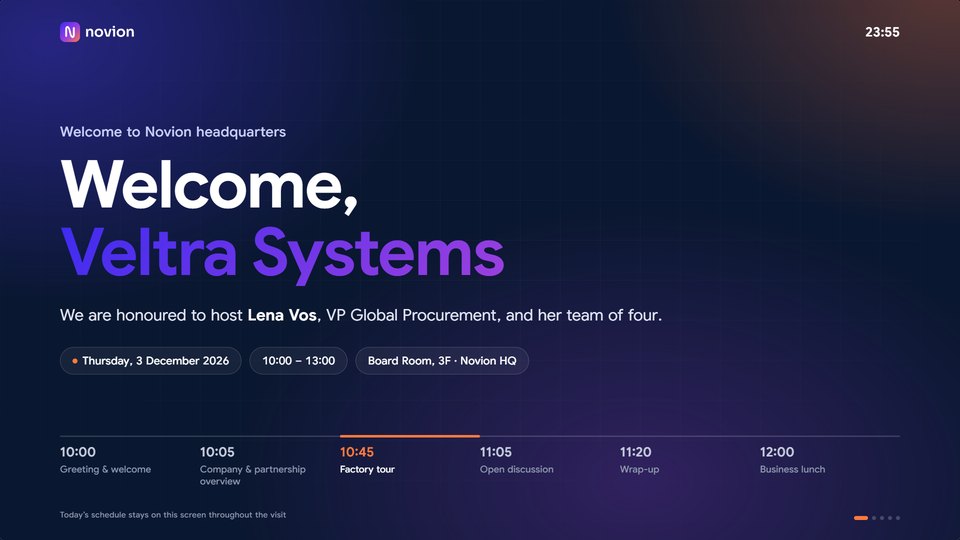 novion
23:55
Welcome to Novion headquarters
Welcome,
Veltra Systems
We are honoured to host Lena Vos, VP Global Procurement, and her team of four.
Thursday, 3 December 2026
10:00 – 13:00
Board Room, 3F · Novion HQ
10:00
Greeting & welcome
10:05
Company & partnership
overview
10:45
Factory tour
11:05
Open discussion
11:20
Wrap-up
12:00
Business lunch
Today's schedule stays on this screen throughout the visit